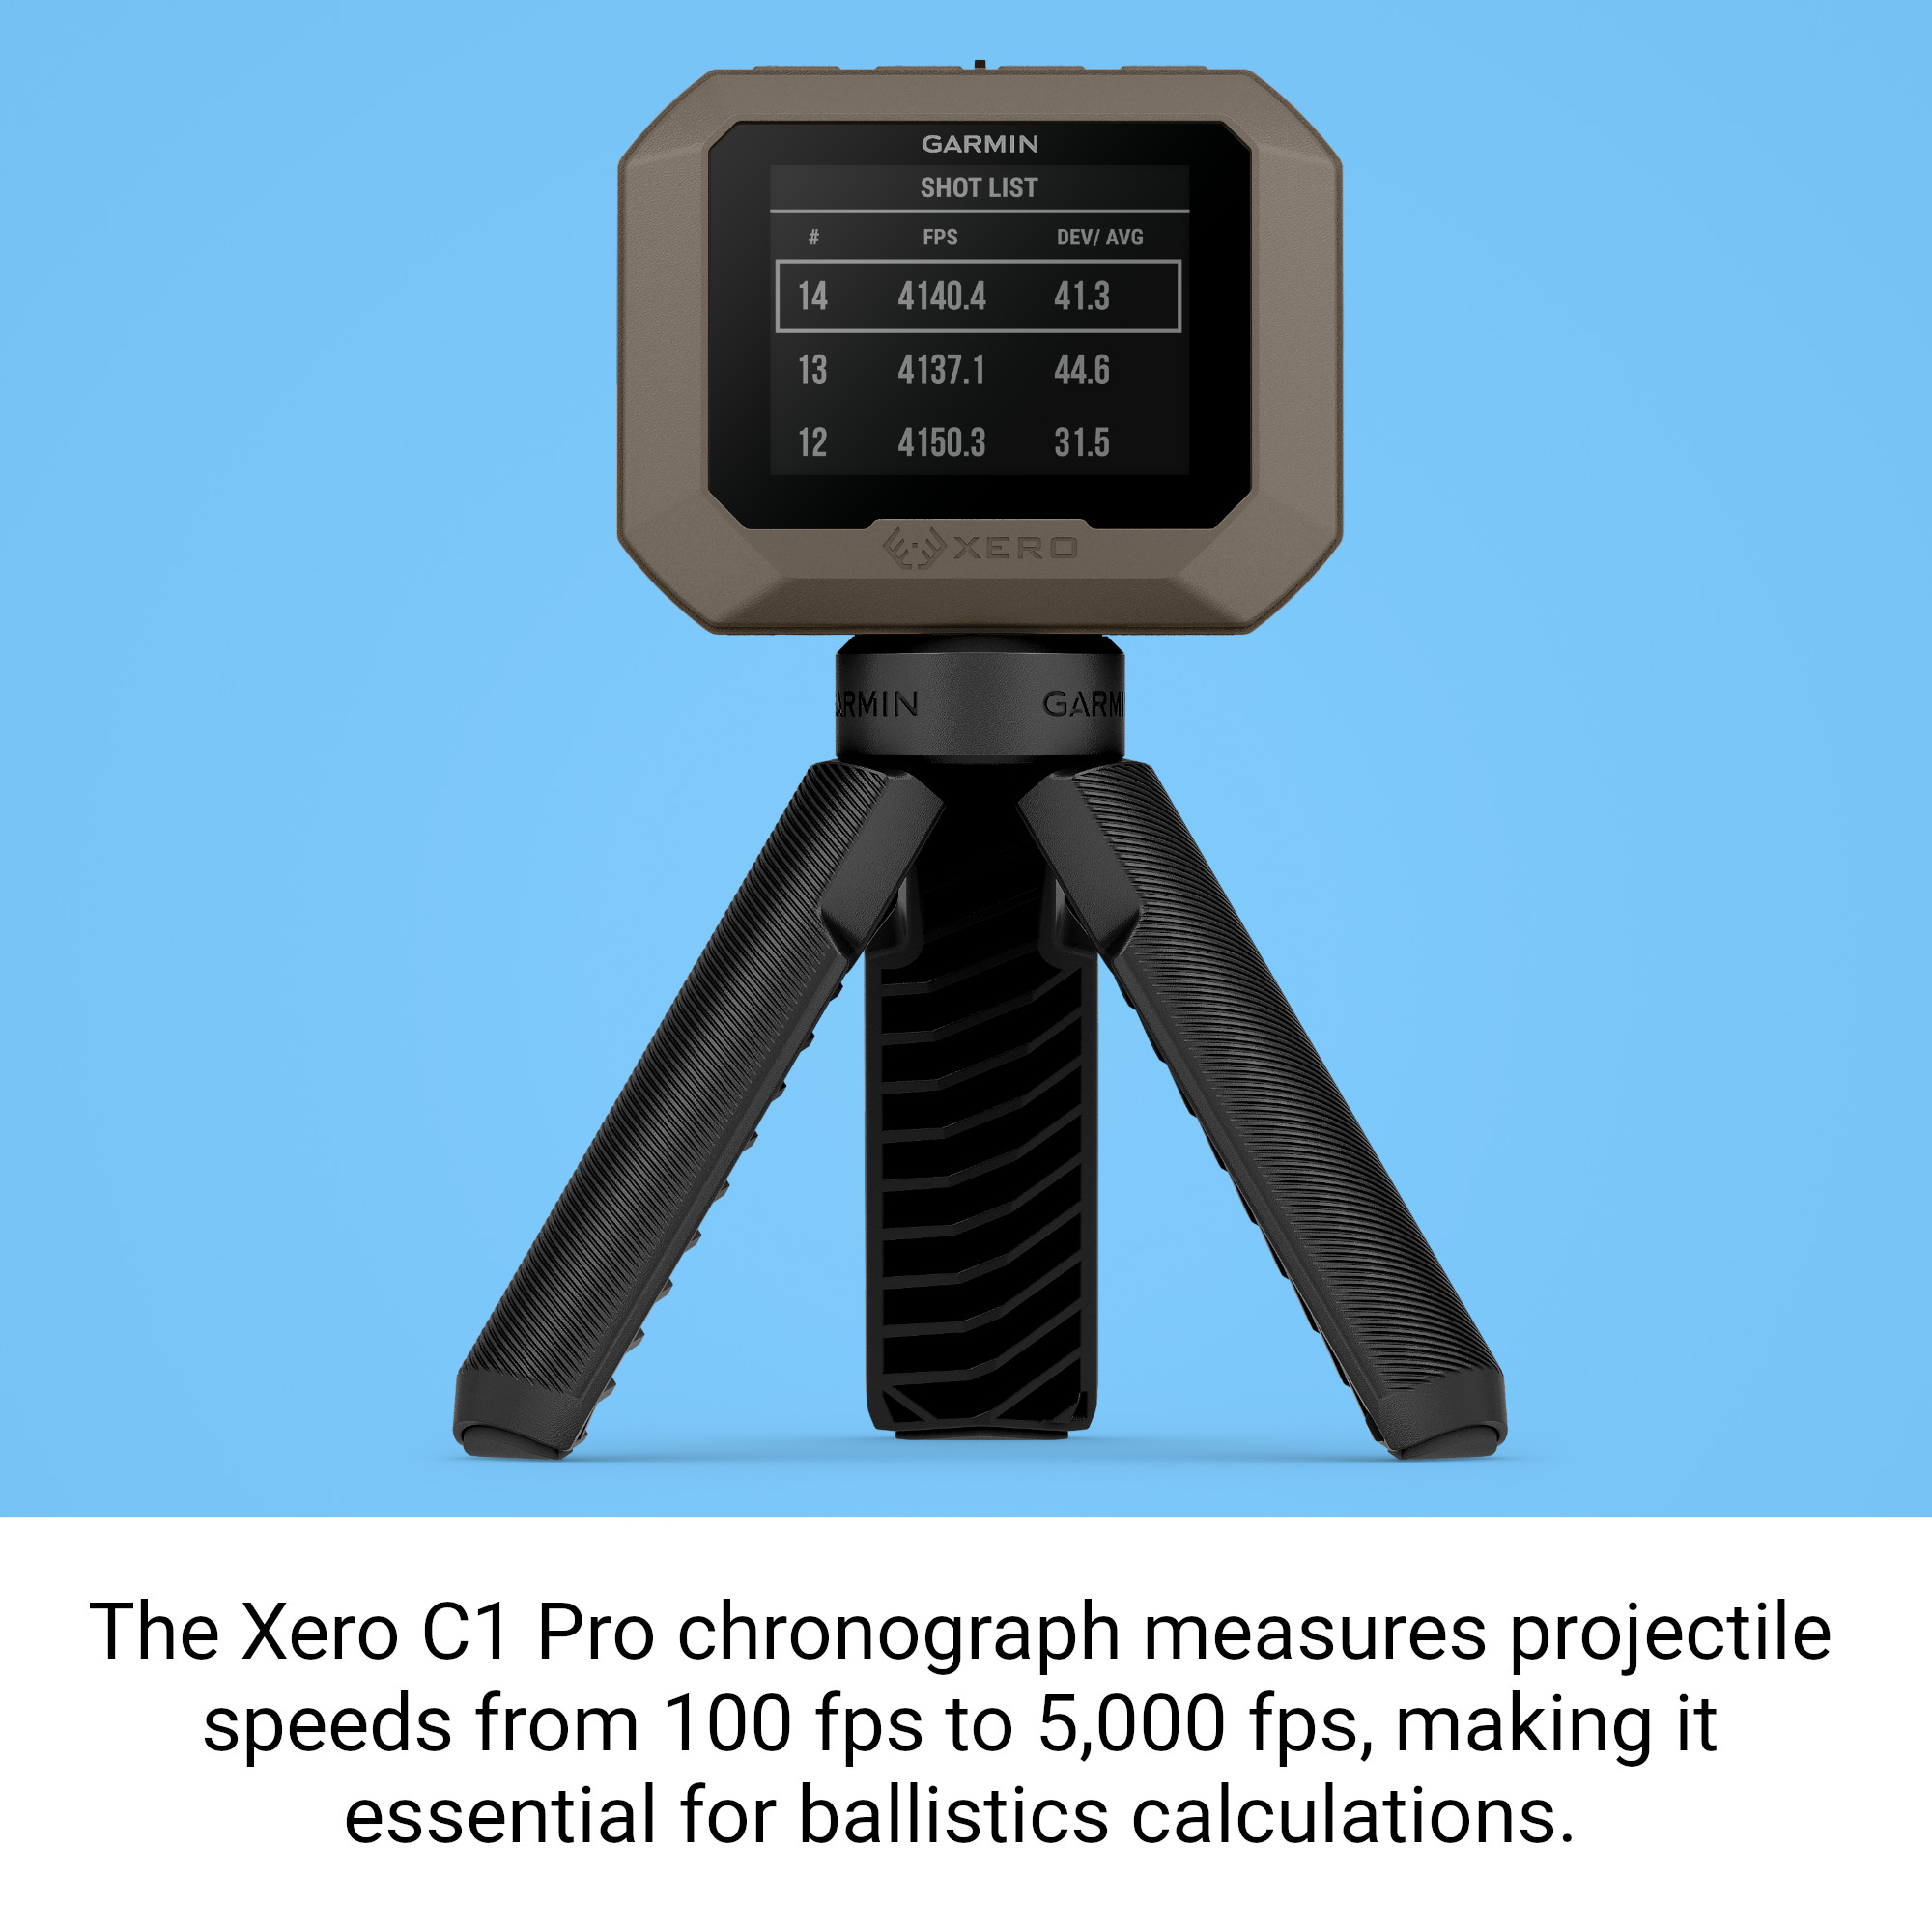 GARMIN
SHOT LIST
# FPS DEV/ AVG
14 4140.4 41.3
13 4137.1 44.6
12 4150.3 31.5
XERO
ARMIN GARM
The Xero C1 Pro chronograph measures projectile
speeds from 100 fps to 5,000 fps, making it
essential for ballistics calculations.